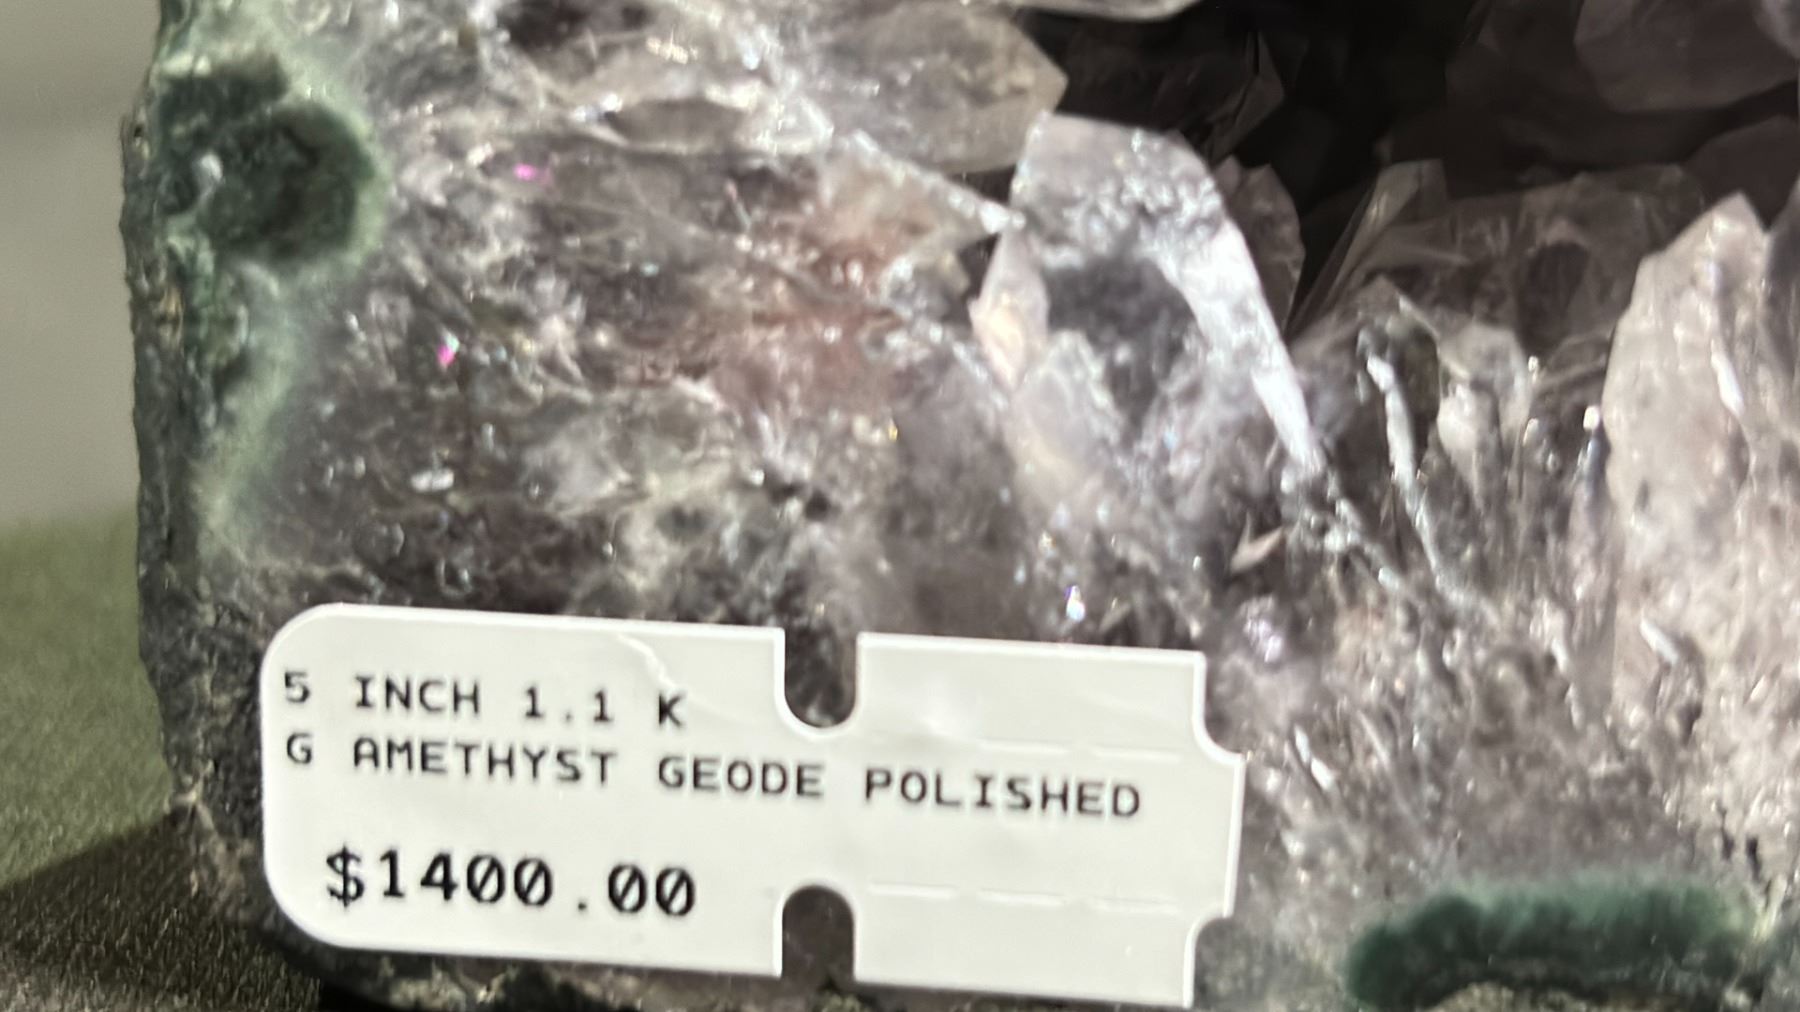 5 INCH 1.1 K
G AMETHYST GEODE POLISHED
$1400.00